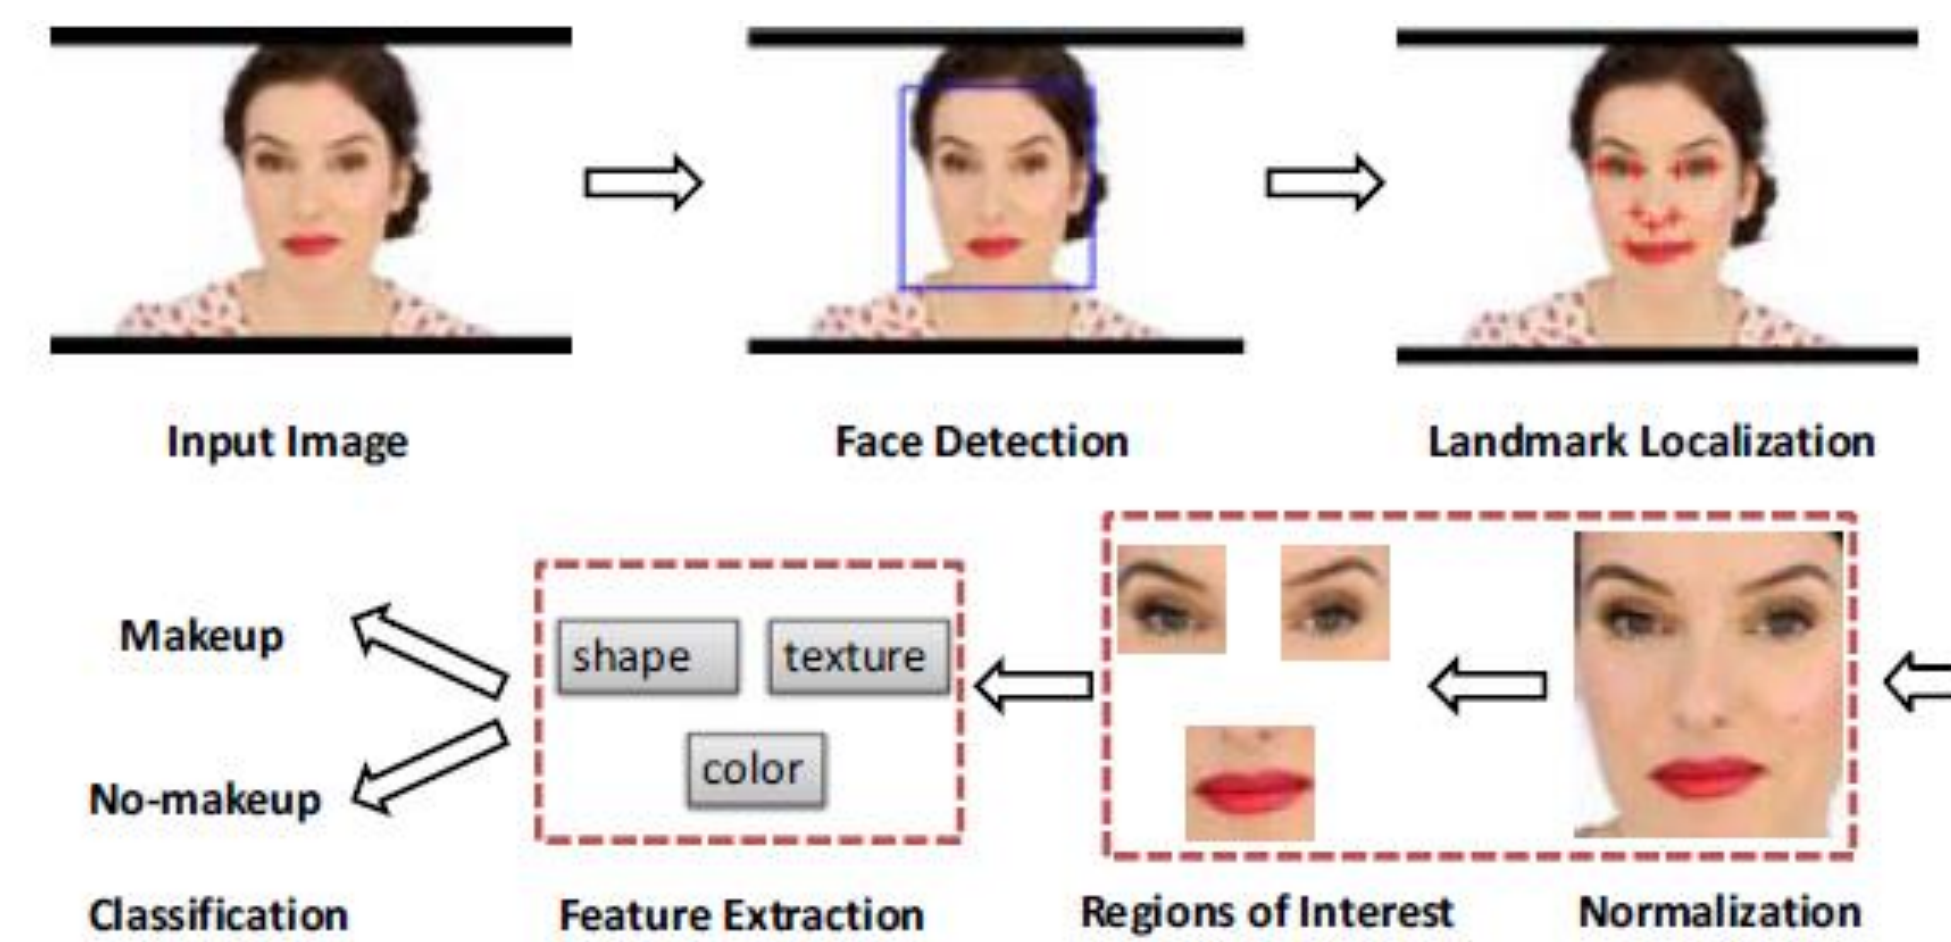 Input Image
Face Detection
Landmark Localization
Makeup
No-makeup
shape
texture
color
Classification
Feature Extraction
Regions of Interest
Normalization